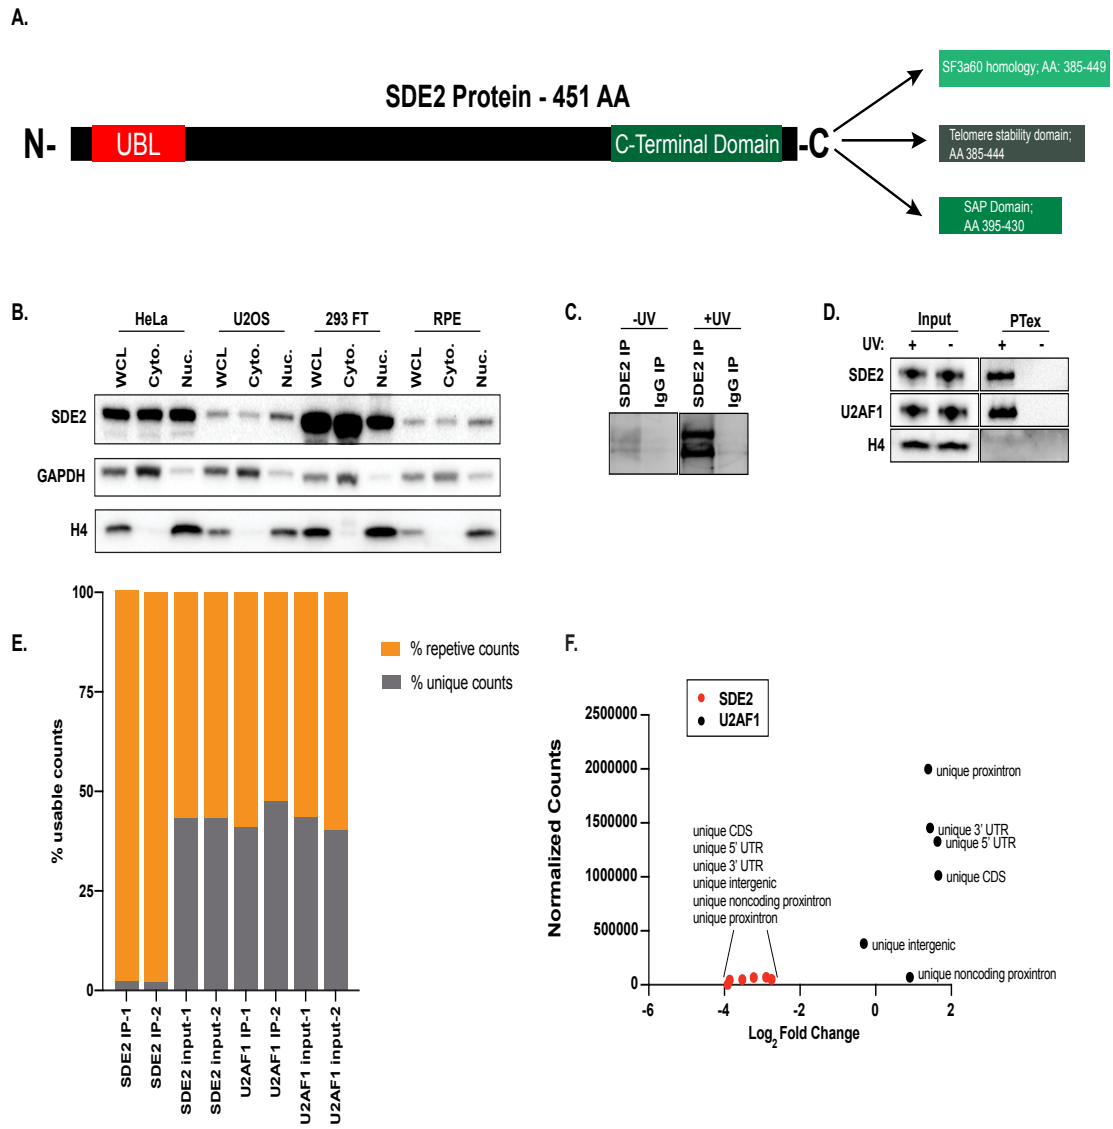 A.
SDE2 Protein - 451 AA
N-
UBL
C-Terminal Domain
-C
SF3a60 homology; AA: 385-449
Telomere stability domain;
AA 385-444
SAP Domain;
AA 395-430
B.
HeLa
U2OS
293 FT
RPE
WCL
Cyto.
Nuc.
WCL
Cyto.
Nuc.
WCL
Cyto.
Nuc.
WCL
Cyto.
Nuc.
SDE2
GAPDH
H4
C.
-UV
+UV
SDE2 IP
IgG IP
SDE2 IP
IgG IP
D.
Input
PTex
UV:
+
-
+
-
SDE2
U2AF1
H4
E.
% usable counts
100
75
50
25
0
SDE2 IP-1
SDE2 IP-2
SDE2 input-1
SDE2 input-2
U2AF1 IP-1
U2AF1 IP-2
U2AF1 input-1
U2AF1 input-2
% repetive counts
% unique counts
F.
SDE2
U2AF1
Normalized Counts
2500000
2000000
1500000
1000000
500000
0
-6
-4
-2
0
2
Log2 Fold Change
unique CDS
unique 5' UTR
unique 3' UTR
unique intergenic
unique noncoding proxintron
unique proxintron
unique proxintron
unique 3' UTR
unique 5' UTR
unique CDS
unique intergenic
unique noncoding proxintron